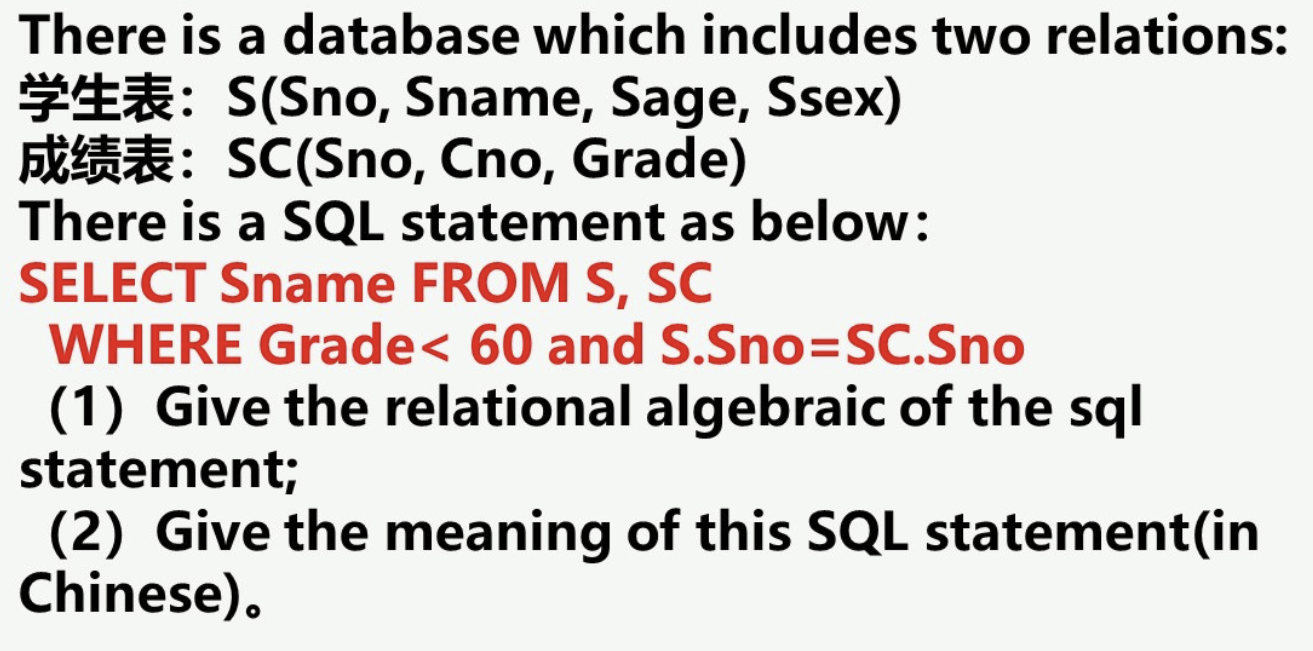 There is a database which includes two relations:
学生表：S(Sno, Sname, Sage, Ssex)
成绩表：SC(Sno, Cno, Grade)
There is a SQL statement as below：
SELECT Sname FROM S, SC
WHERE Grade< 60 and S.Sno=SC.Sno
（1）Give the relational algebraic of the sql
statement;
（2）Give the meaning of this SQL statement(in
Chinese)。